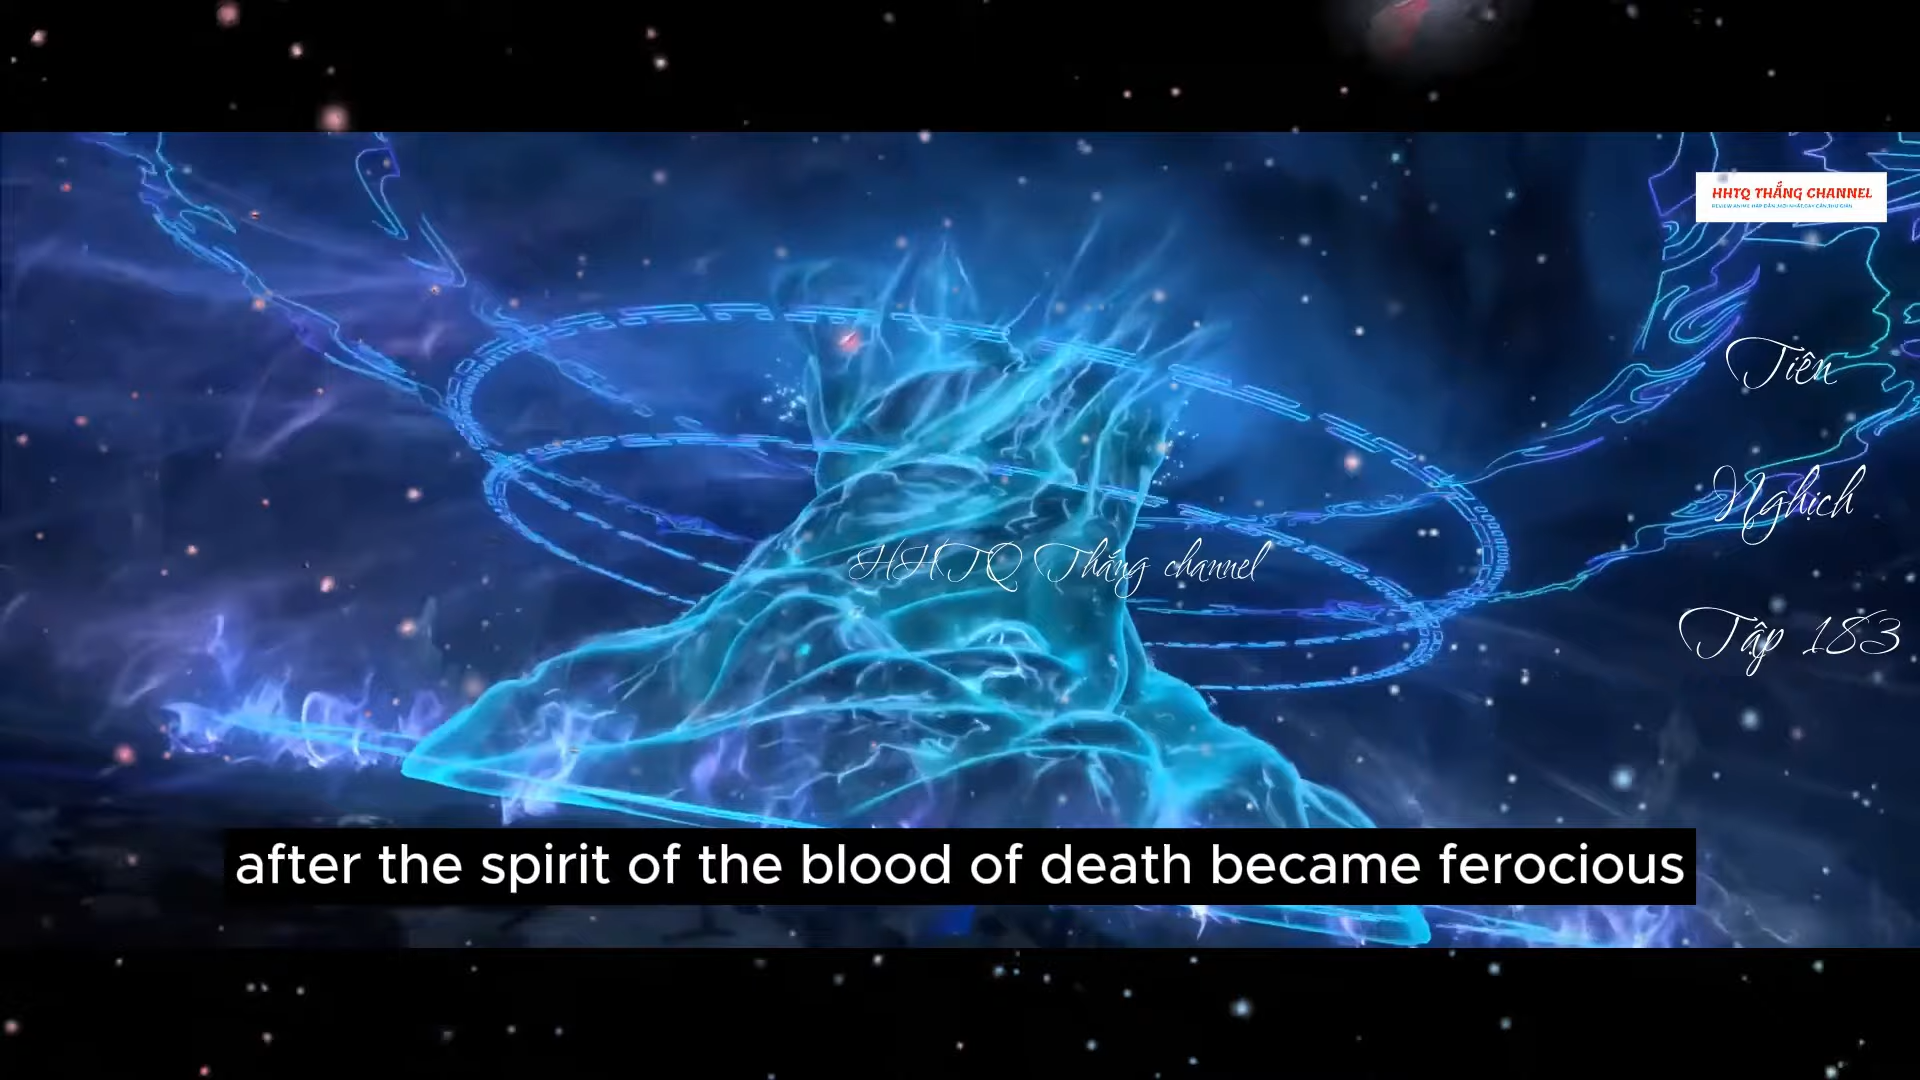 HHTQ THẮNG CHANNEL
Tiên
Nghịch
HHTQ Thắng channel
Tập 183
after the spirit of the blood of death became ferocious